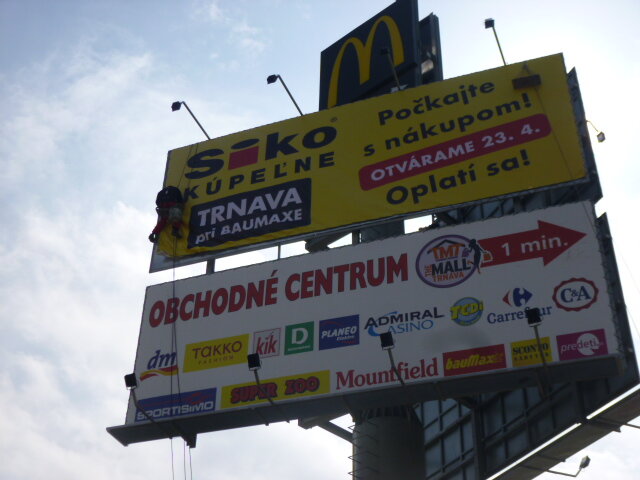 M
SiKO
KÚPEĽNE
TRNAVA
pri BAUMAXE
Počkajte
s nákupom!
OTVÁRAME 23. 4.
Oplatí sa!
OBCHODNÉ CENTRUM
THE MALL
TRNAVA
1 min.
dm
TAKKO
FASHION
kik
D
PLANEO
Elektro
ADMIRAL
CASINO
Carrefour
C&A
SPORTISIMO
SUPER ZOO
Mountfield
bauMax
SCONTO
predeti.